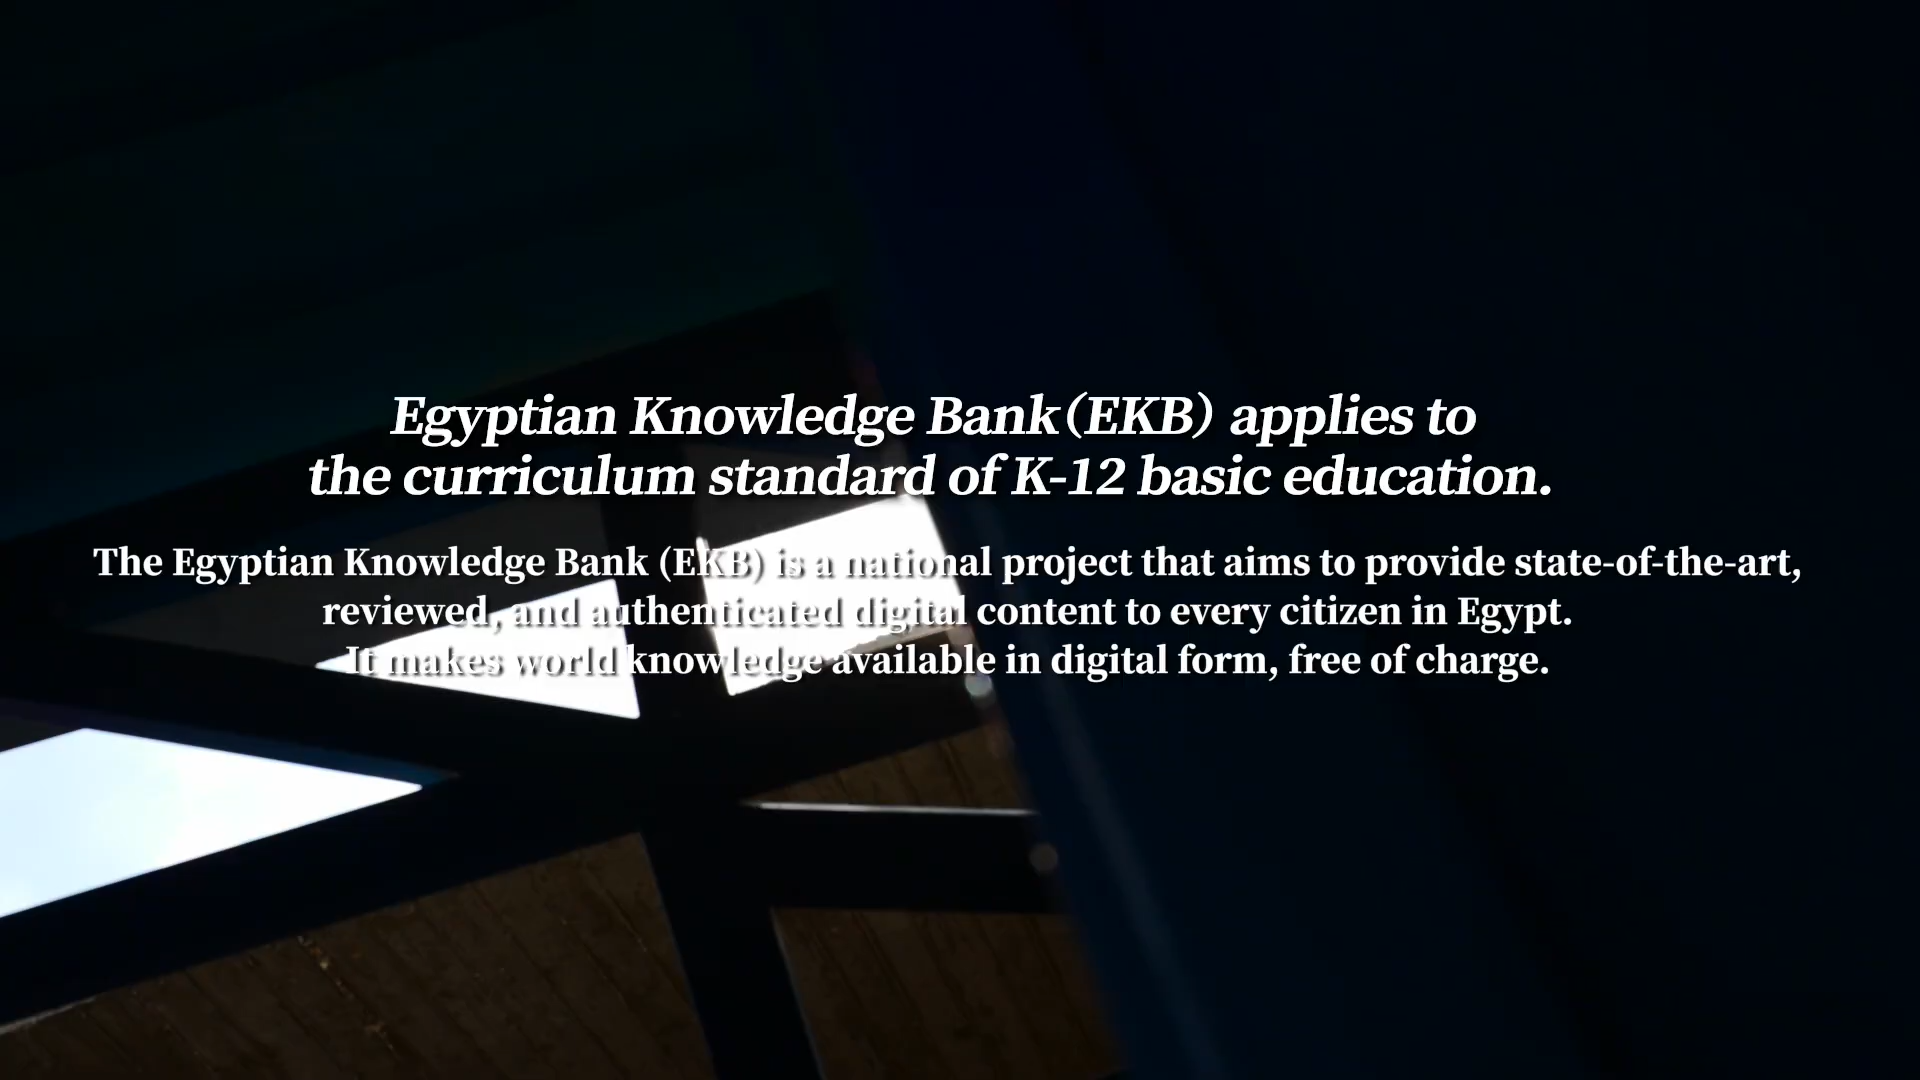 Egyptian Knowledge Bank(EKB) applies to
the curriculum standard of K-12 basic education.
The Egyptian Knowledge Bank (EKB) is a national project that aims to provide state-of-the-art,
reviewed, and authenticated digital content to every citizen in Egypt.
It makes world knowledge available in digital form, free of charge.